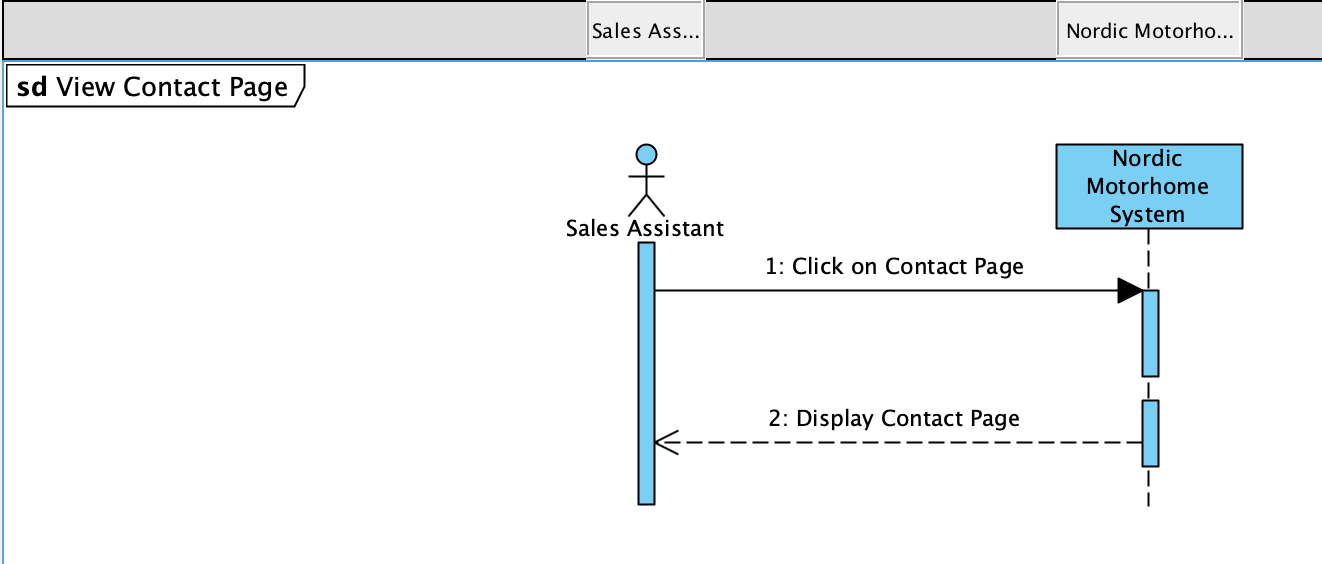 Sales Ass...
Nordic Motorho...
sd View Contact Page
Nordic
Motorhome
System
Sales Assistant
1: Click on Contact Page
2: Display Contact Page